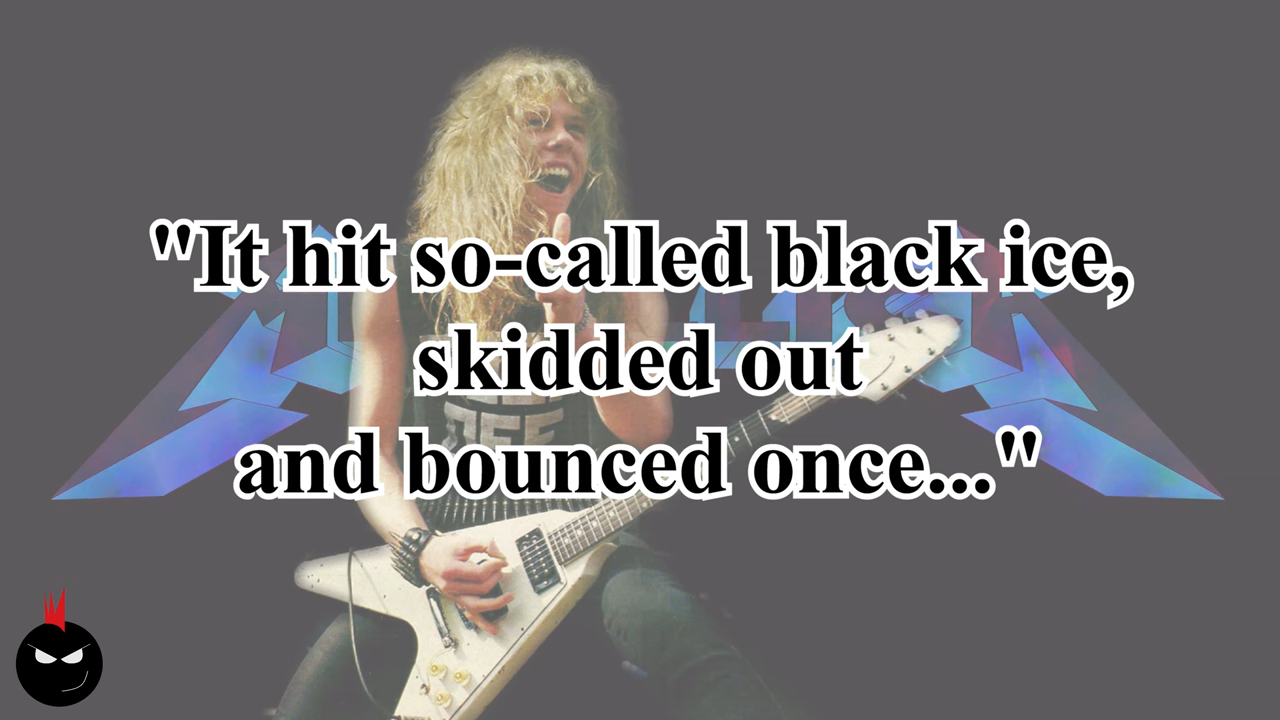 "It hit so-called black ice,
skidded out
and bounced once..."